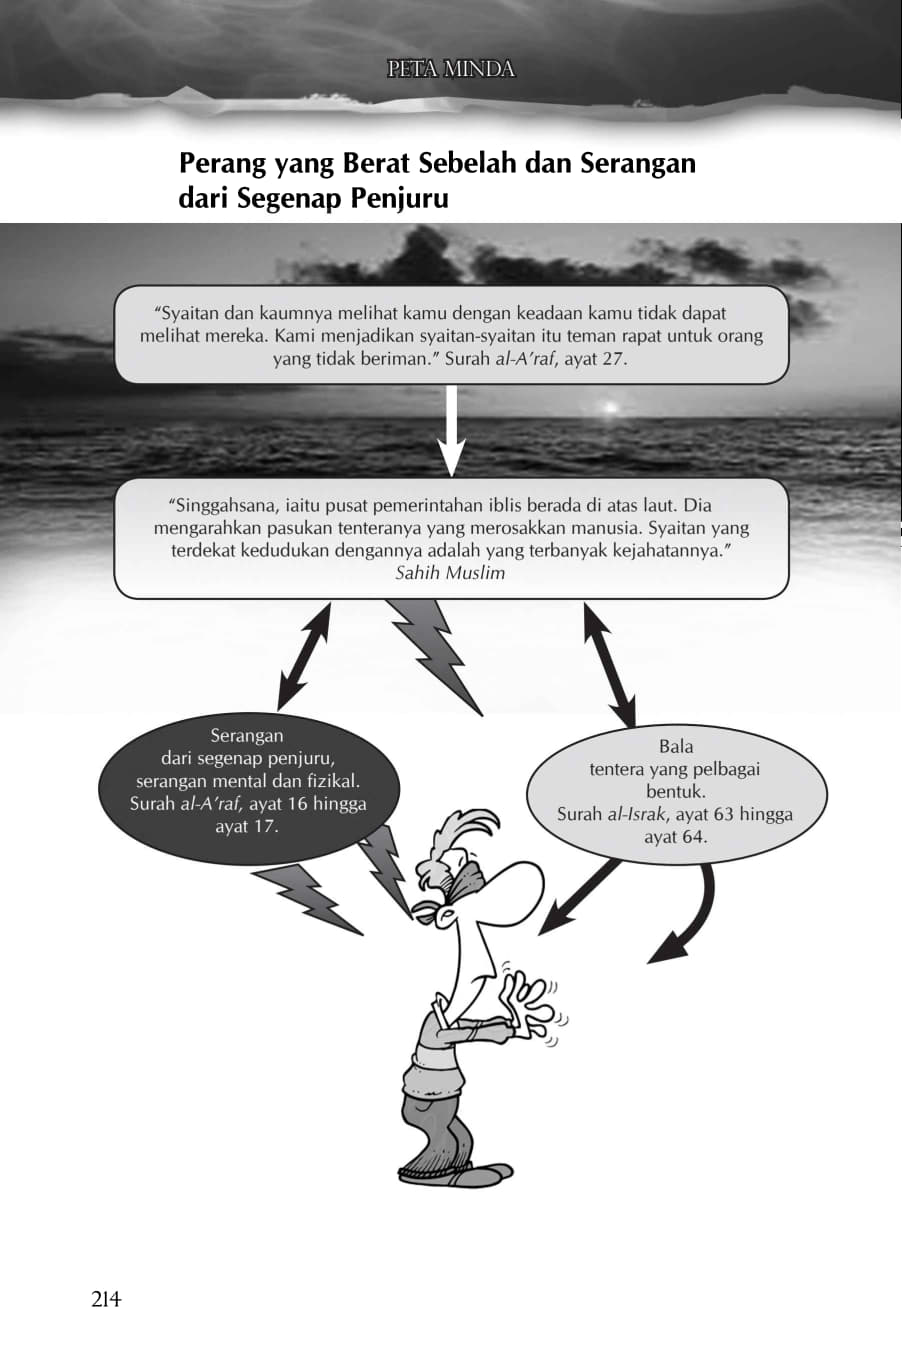 PETA MINDA
Perang yang Berat Sebelah dan Serangan
dari Segenap Penjuru
“Syaitan dan kaumnya melihat kamu dengan keadaan kamu tidak dapat
melihat mereka. Kami menjadikan syaitan-syaitan itu teman rapat untuk orang
yang tidak beriman.” Surah al-A’raf, ayat 27.
“Singgahsana, iaitu pusat pemerintahan iblis berada di atas laut. Dia
mengarahkan pasukan tenteranya yang merosakkan manusia. Syaitan yang
terdekat kedudukan dengannya adalah yang terbanyak kejahatannya.”
Sahih Muslim
Serangan
dari segenap penjuru,
serangan mental dan fizikal.
Surah al-A’raf, ayat 16 hingga
ayat 17.
Bala
tentera yang pelbagai
bentuk.
Surah al-Israk, ayat 63 hingga
ayat 64.
214